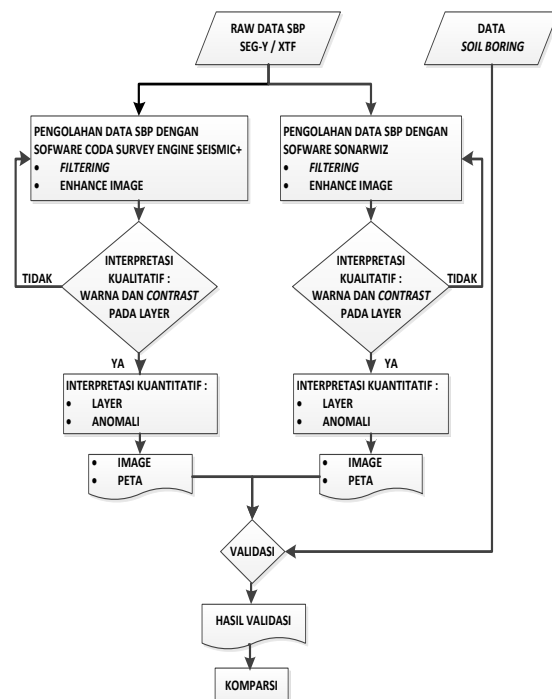 RAW DATA SBP
SEG-Y / XTF
DATA
SOIL BORING
PENGOLAHAN DATA SBP DENGAN
SOFWARE CODA SURVEY ENGINE SEISMIC+
• FILTERING
• ENHANCE IMAGE
PENGOLAHAN DATA SBP DENGAN
SOFWARE SONARWIZ
• FILTERING
• ENHANCE IMAGE
INTERPRETASI
KUALITATIF :
WARNA DAN CONTRAST
PADA LAYER
TIDAK
INTERPRETASI
KUALITATIF :
WARNA DAN CONTRAST
PADA LAYER
TIDAK
YA
YA
INTERPRETASI KUANTITATIF :
• LAYER
• ANOMALI
INTERPRETASI KUANTITATIF :
• LAYER
• ANOMALI
• IMAGE
• PETA
• IMAGE
• PETA
VALIDASI
HASIL VALIDASI
KOMPARSI